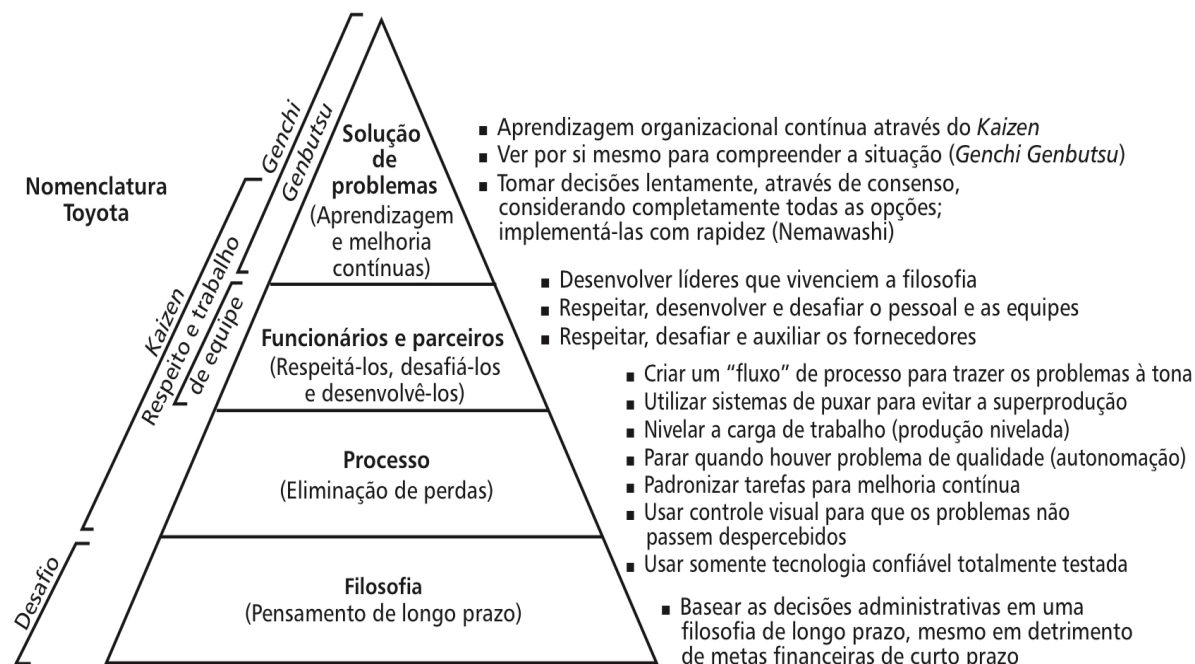 Nomenclatura
Toyota
Genchi
Genbutsu
Kaizen
Respeito e trabalho
de equipe
Desafio
Solução
de
problemas
(Aprendizagem
e melhoria
contínuas)
▪ Aprendizagem organizacional contínua através do Kaizen
▪ Ver por si mesmo para compreender a situação (Genchi Genbutsu)
▪ Tomar decisões lentamente, através de consenso,
considerando completamente todas as opções;
implementá-las com rapidez (Nemawashi)
Funcionários e parceiros
(Respeitá-los, desafiá-los
e desenvolvê-los)
▪ Desenvolver líderes que vivenciem a filosofia
▪ Respeitar, desenvolver e desafiar o pessoal e as equipes
▪ Respeitar, desafiar e auxiliar os fornecedores
Processo
(Eliminação de perdas)
▪ Criar um “fluxo” de processo para trazer os problemas à tona
▪ Utilizar sistemas de puxar para evitar a superprodução
▪ Nivelar a carga de trabalho (produção nivelada)
▪ Parar quando houver problema de qualidade (autonomação)
▪ Padronizar tarefas para melhoria contínua
▪ Usar controle visual para que os problemas não
passem despercebidos
▪ Usar somente tecnologia confiável totalmente testada
Filosofia
(Pensamento de longo prazo)
▪ Basear as decisões administrativas em uma
filosofia de longo prazo, mesmo em detrimento
de metas financeiras de curto prazo